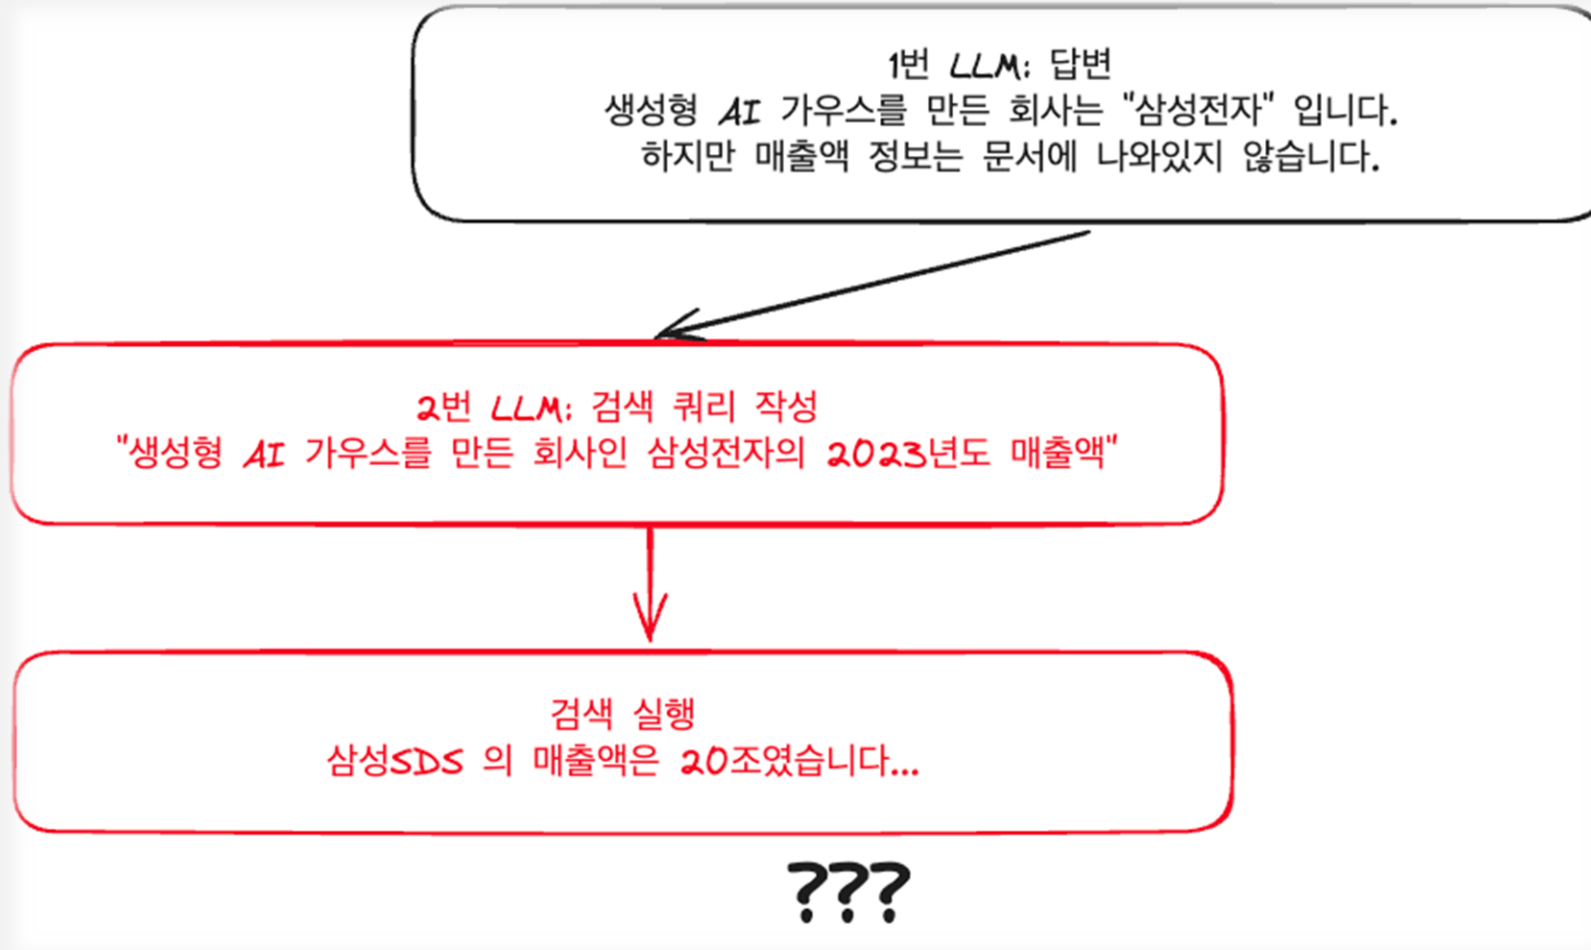 1번 LLM: 답변
생성형 AI 가우스를 만든 회사는 "삼성전자" 입니다.
하지만 매출액 정보는 문서에 나와있지 않습니다.
2번 LLM: 검색 쿼리 작성
"생성형 AI 가우스를 만든 회사인 삼성전자의 2023년도 매출액"
검색 실행
삼성SDS 의 매출액은 20조였습니다...
???